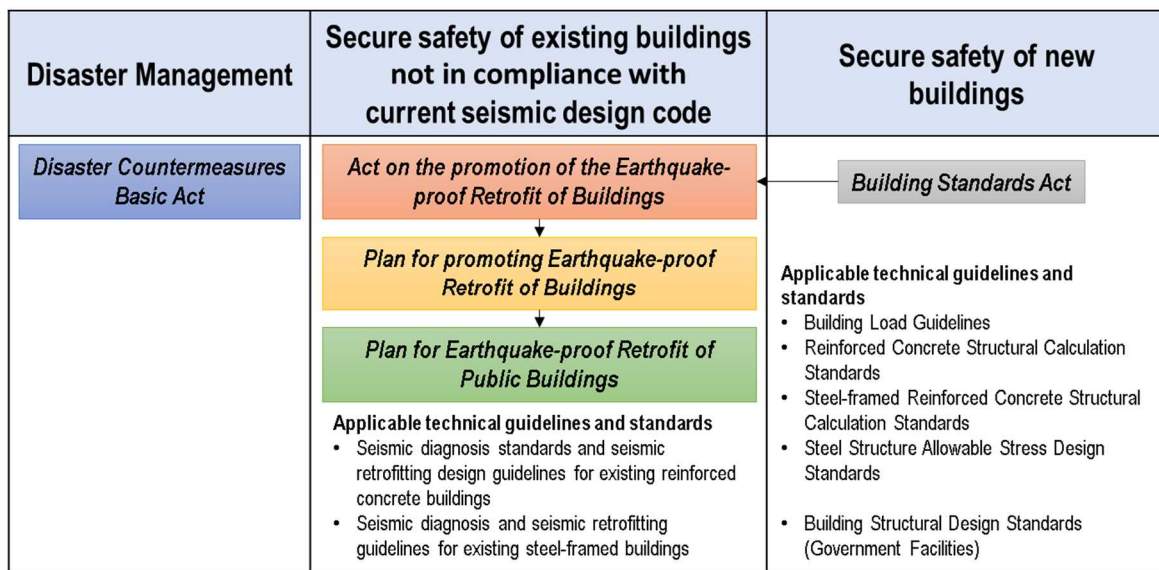 Disaster Management
Secure safety of existing buildings
not in compliance with
current seismic design code
Secure safety of new
buildings
Disaster Countermeasures
Basic Act
Act on the promotion of the Earthquake-
proof Retrofit of Buildings
Plan for promoting Earthquake-proof
Retrofit of Buildings
Plan for Earthquake-proof Retrofit of
Public Buildings
Applicable technical guidelines and standards
• Seismic diagnosis standards and seismic
retrofitting design guidelines for existing reinforced
concrete buildings
• Seismic diagnosis and seismic retrofitting
guidelines for existing steel-framed buildings
Building Standards Act
Applicable technical guidelines and
standards
• Building Load Guidelines
• Reinforced Concrete Structural Calculation
Standards
• Steel-framed Reinforced Concrete Structural
Calculation Standards
• Steel Structure Allowable Stress Design
Standards
• Building Structural Design Standards
(Government Facilities)